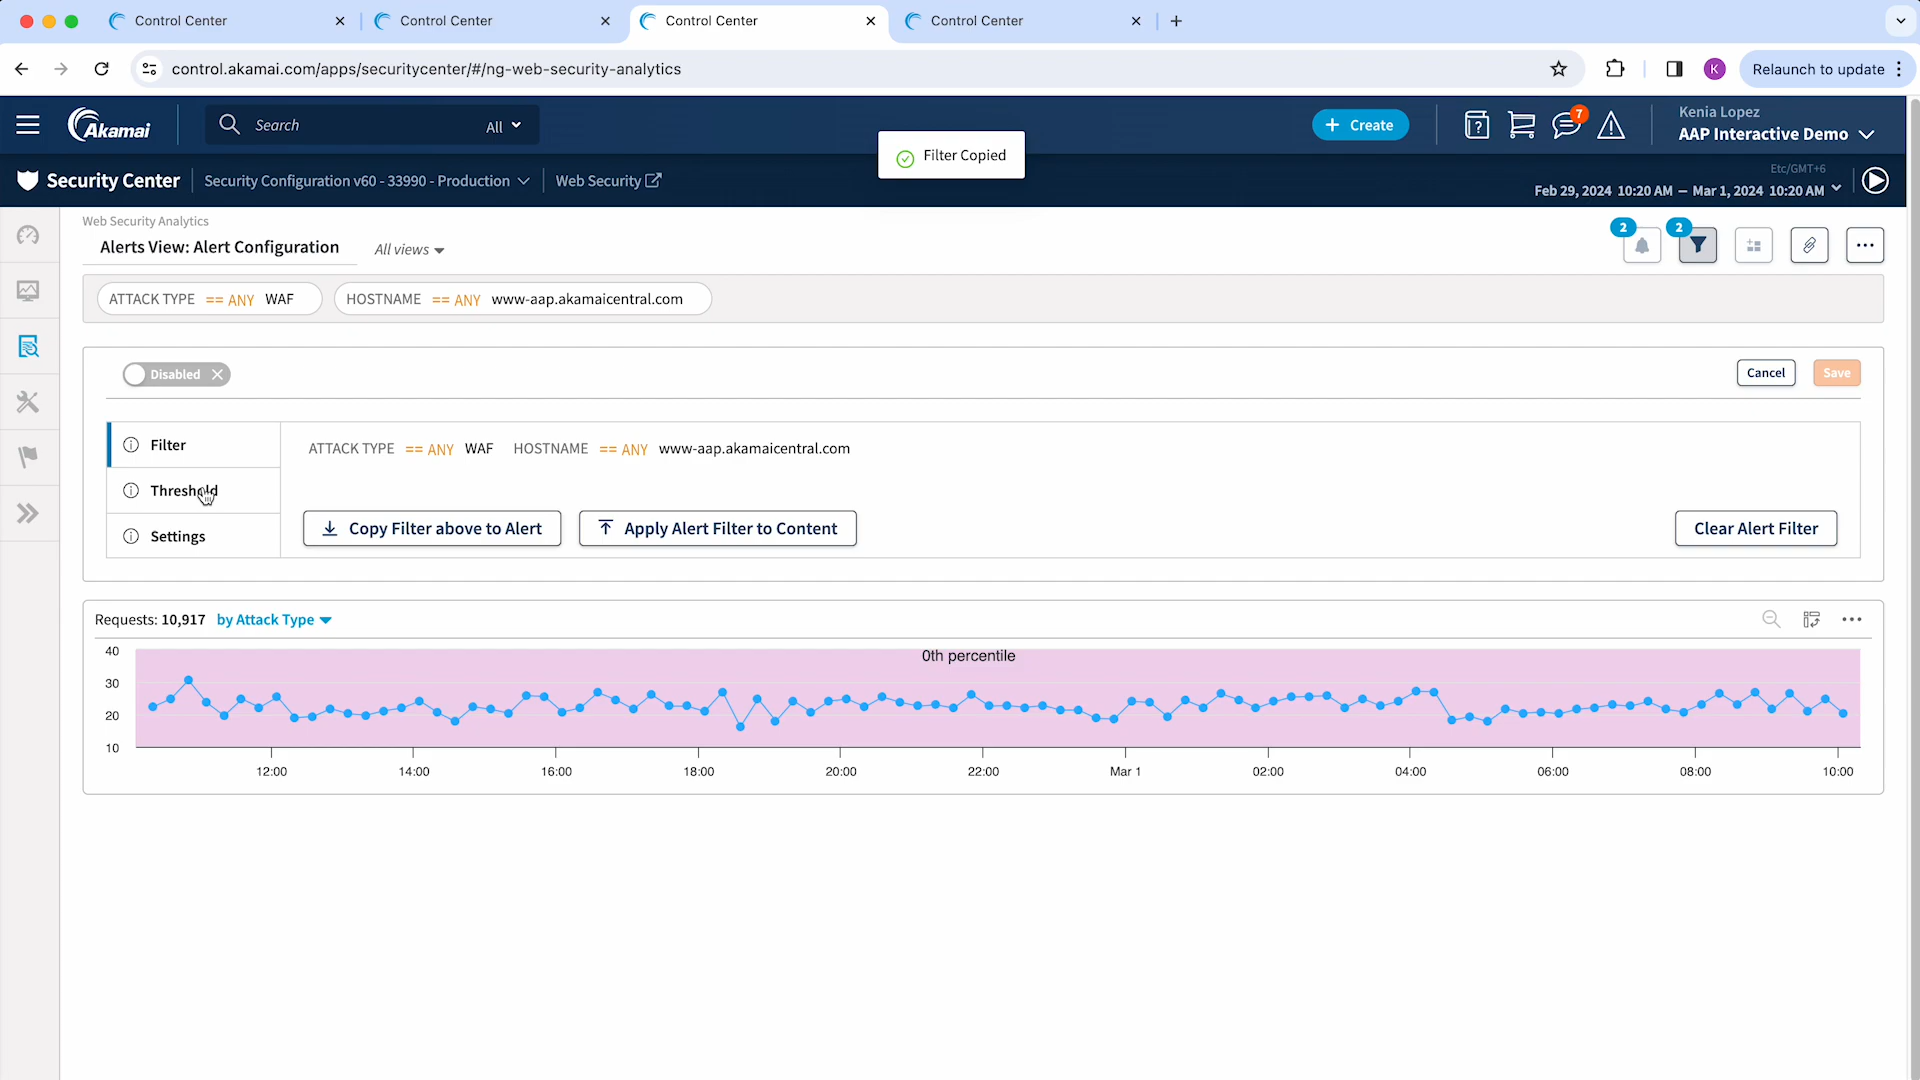 Control Center
Control Center
Control Center
Control Center
control.akamai.com/apps/securitycenter/#/ng-web-security-analytics
K
Relaunch to update
Akamai
Search
All
+ Create
7
Kenia Lopez
AAP Interactive Demo
Filter Copied
Security Center
Security Configuration v60 - 33990 - Production
Web Security
Etc/GMT+6
Feb 29, 2024 10:20 AM – Mar 1, 2024 10:20 AM
Web Security Analytics
Alerts View: Alert Configuration
All views
2
2
ATTACK TYPE == ANY WAF
HOSTNAME == ANY www-aap.akamaicentral.com
Disabled
Cancel
Save
Filter
Threshold
Settings
ATTACK TYPE == ANY WAF HOSTNAME == ANY www-aap.akamaicentral.com
Copy Filter above to Alert
Apply Alert Filter to Content
Clear Alert Filter
Requests: 10,917 by Attack Type
0th percentile
40
30
20
10
12:00
14:00
16:00
18:00
20:00
22:00
Mar 1
02:00
04:00
06:00
08:00
10:00